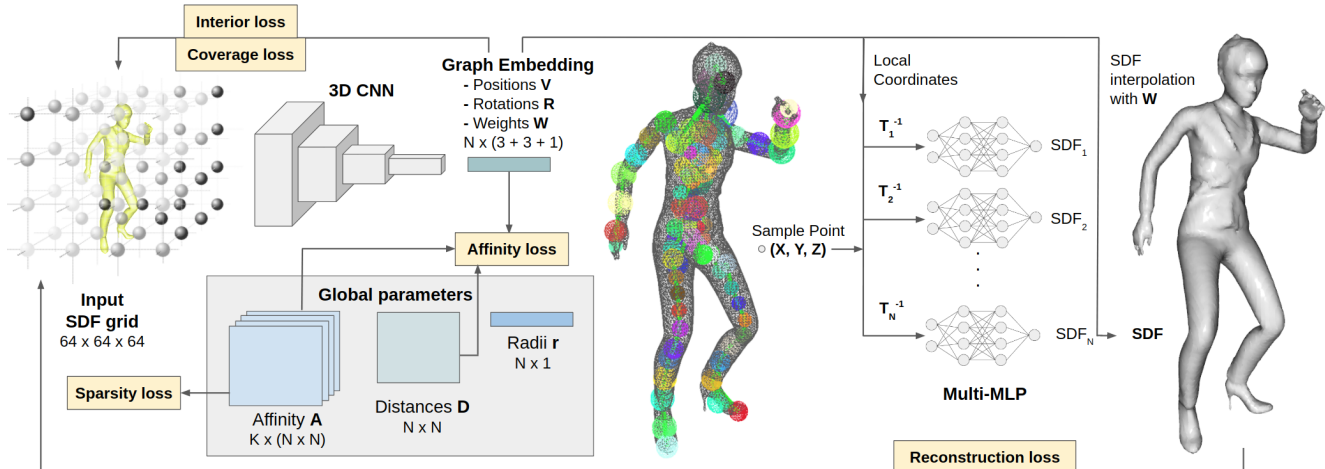 Interior loss
Coverage loss
3D CNN
Graph Embedding
- Positions V
- Rotations R
- Weights W
N x (3 + 3 + 1)
Input
SDF grid
64 x 64 x 64
Sparsity loss
Affinity loss
Global parameters
Affinity A
K x (N x N)
Distances D
N x N
Radii r
N x 1
Sample Point
(X, Y, Z)
Local
Coordinates
T₁⁻¹
SDF₁
T₂⁻¹
SDF₂
.
.
.
T_N⁻¹
SDF_N
Multi-MLP
SDF
interpolation
with W
SDF
Reconstruction loss